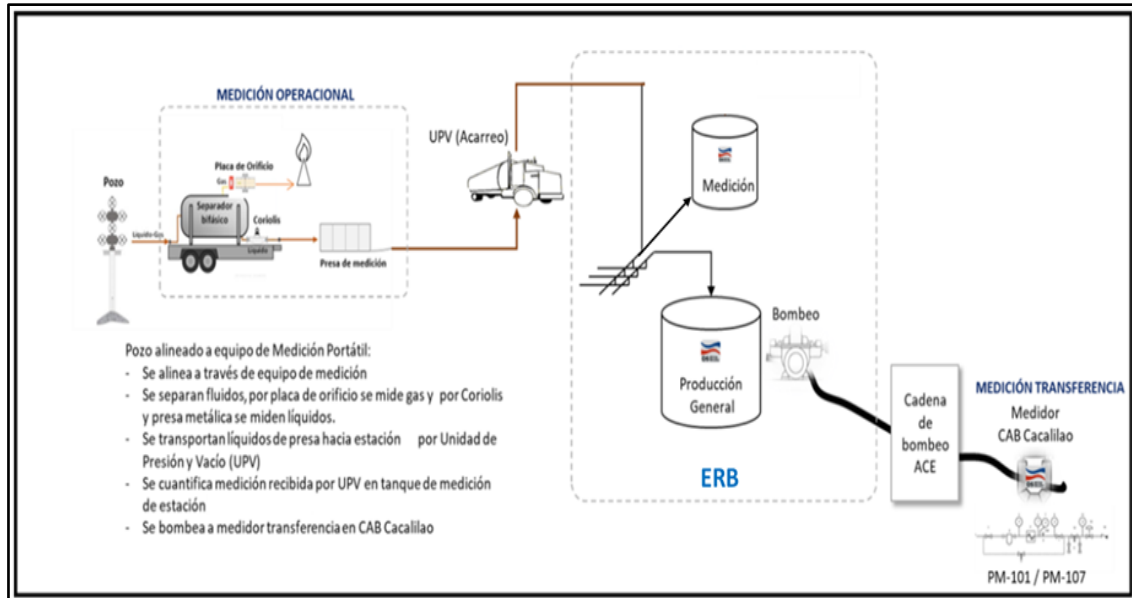 MEDICIÓN OPERACIONAL
Placa de Orificio
Gas
Pozo
Separador
bifásico
Coriolis
Líquido-Gas
Líquido
Presa de medición
UPV (Acarreo)
Medición
Producción
General
Bombeo
ERB
Cadena
de
bombeo
ACE
MEDICIÓN TRANSFERENCIA
Medidor
CAB Cacalilao
PM-101 / PM-107
Pozo alineado a equipo de Medición Portátil:
- Se alinea a través de equipo de medición
- Se separan fluidos, por placa de orificio se mide gas y por Coriolis
y presa metálica se miden líquidos.
- Se transportan líquidos de presa hacia estación por Unidad de
Presión y Vacío (UPV)
- Se cuantifica medición recibida por UPV en tanque de medición
de estación
- Se bombea a medidor transferencia en CAB Cacalilao